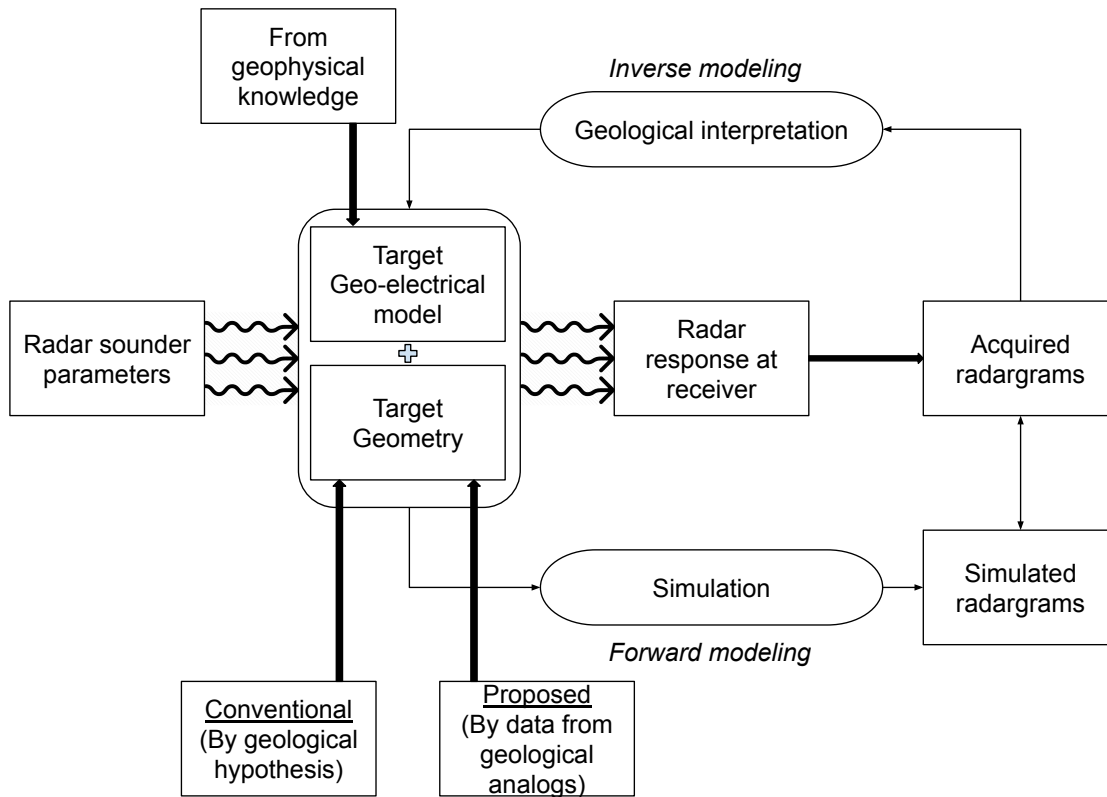 From
geophysical
knowledge
Inverse modeling
Geological interpretation
Target
Geo-electrical
model
Radar sounder
parameters
Radar
response at
receiver
Acquired
radargrams
Target
Geometry
Simulation
Simulated
radargrams
Forward modeling
Conventional
(By geological
hypothesis)
Proposed
(By data from
geological
analogs)